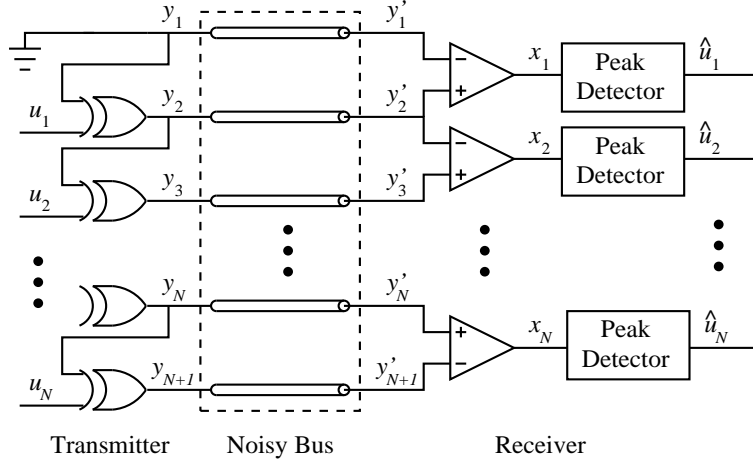 y1 y'1
x1 Peak Detector û1
u1 y2 y'2
x2 Peak Detector û2
u2 y3 y'3
yN y'N
xN Peak Detector ûN
uN yN+1 y'N+1
Transmitter Noisy Bus Receiver